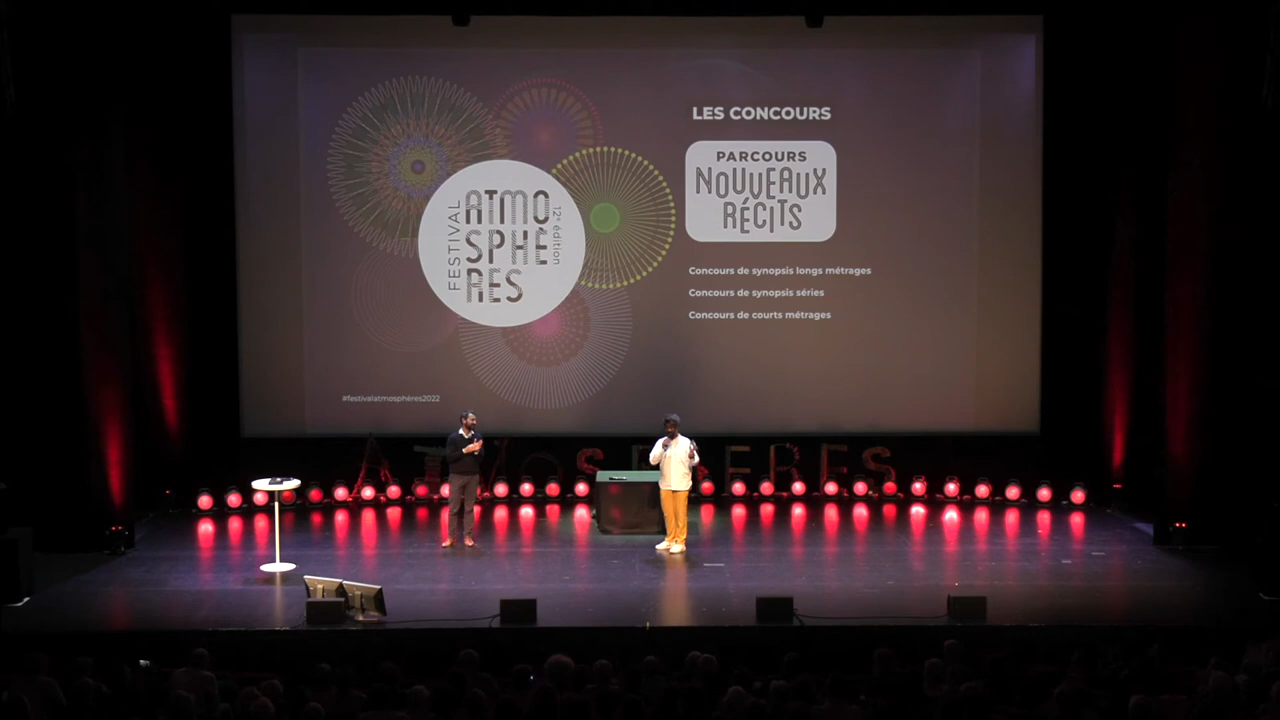 FESTIVAL
ATMO
SPHÈ
RES
12e édition
LES CONCOURS
PARCOURS
NOUVEAUX
RÉCITS
Concours de synopsis longs métrages
Concours de synopsis séries
Concours de courts métrages
#festivalatmosphères2022
ATMOSPHERES